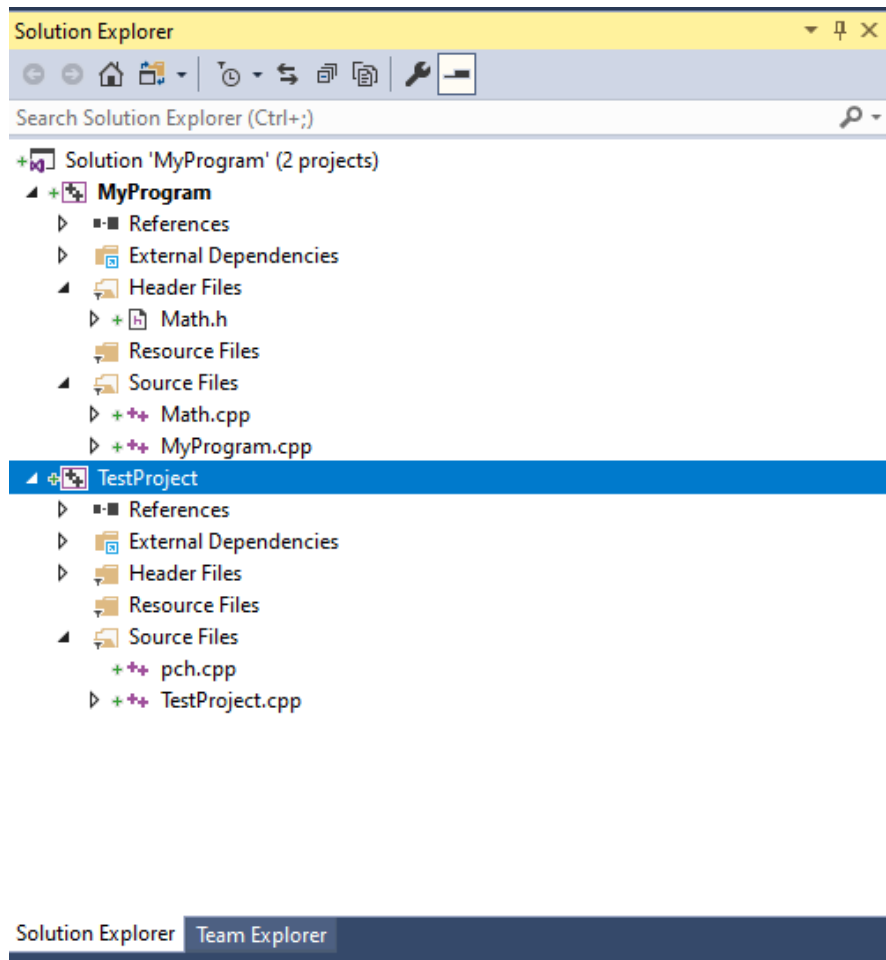 Solution Explorer
Search Solution Explorer (Ctrl+;)
Solution 'MyProgram' (2 projects)
MyProgram
References
External Dependencies
Header Files
Math.h
Resource Files
Source Files
Math.cpp
MyProgram.cpp
TestProject
References
External Dependencies
Header Files
Resource Files
Source Files
pch.cpp
TestProject.cpp
Solution Explorer Team Explorer